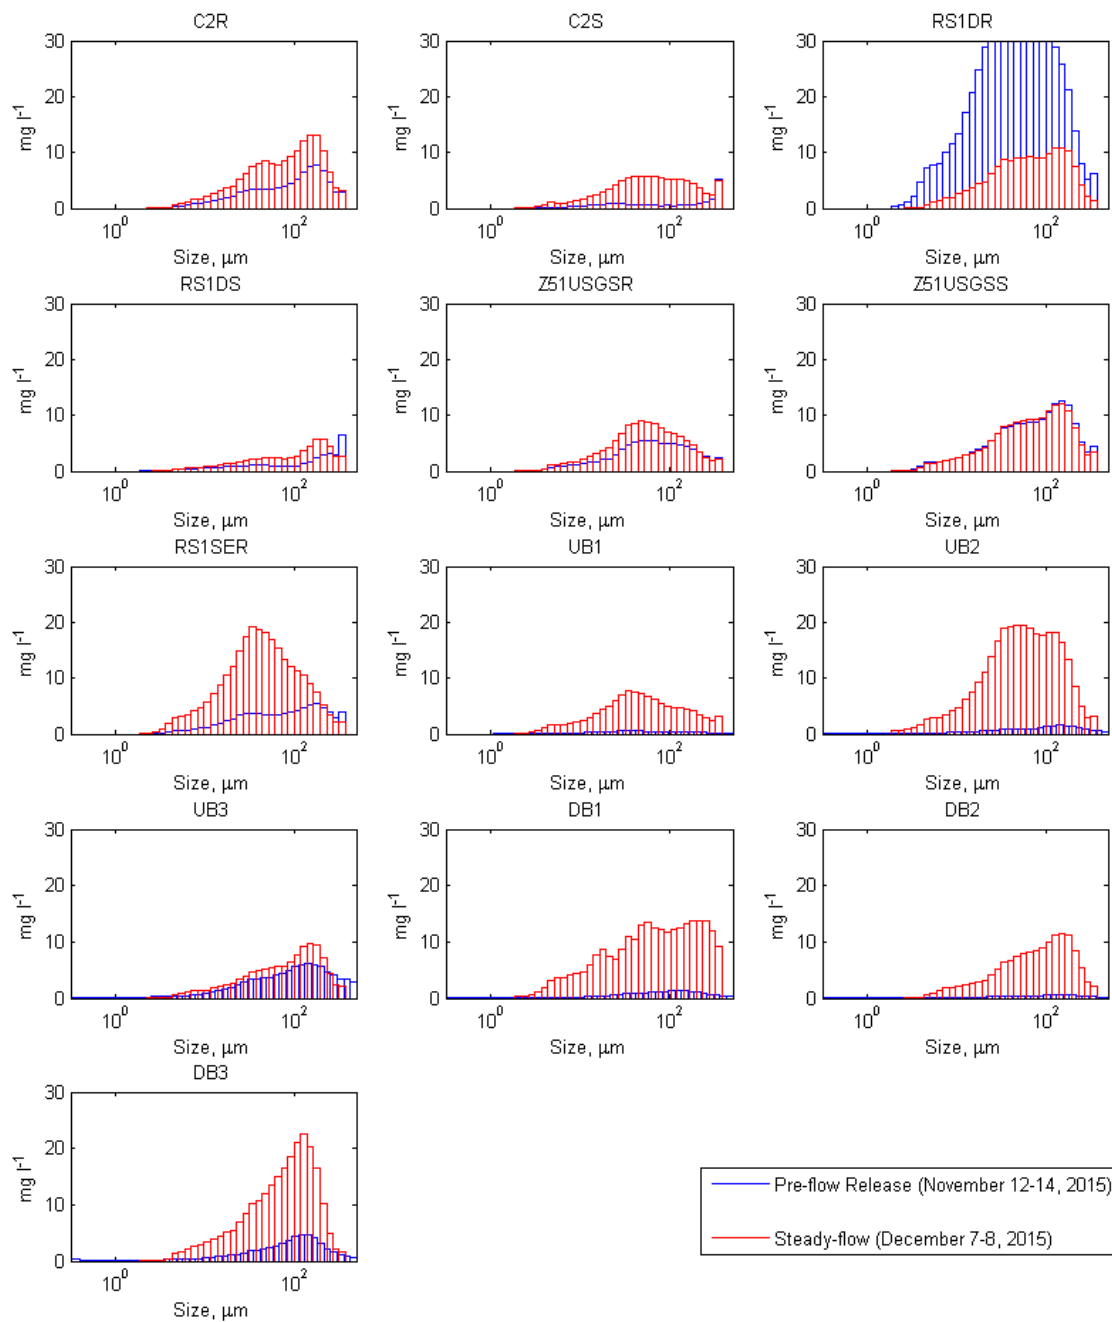 C2R C2S RS1DR
30 30 30
20 20 20
10 10 10
0 0 0
mg l-1 mg l-1 mg l-1
10^0 10^2 10^0 10^2 10^0 10^2
Size, μm Size, μm Size, μm
RS1DS Z51USGSR Z51USGSS
30 30 30
20 20 20
10 10 10
0 0 0
mg l-1 mg l-1 mg l-1
10^0 10^2 10^0 10^2 10^0 10^2
Size, μm Size, μm Size, μm
RS1SER UB1 UB2
30 30 30
20 20 20
10 10 10
0 0 0
mg l-1 mg l-1 mg l-1
10^0 10^2 10^0 10^2 10^0 10^2
Size, μm Size, μm Size, μm
UB3 DB1 DB2
30 30 30
20 20 20
10 10 10
0 0 0
mg l-1 mg l-1 mg l-1
10^0 10^2 10^0 10^2 10^0 10^2
Size, μm Size, μm Size, μm
DB3
30
20
10
0
mg l-1
10^0 10^2
Size, μm
Pre-flow Release (November 12-14, 2015)
Steady-flow (December 7-8, 2015)